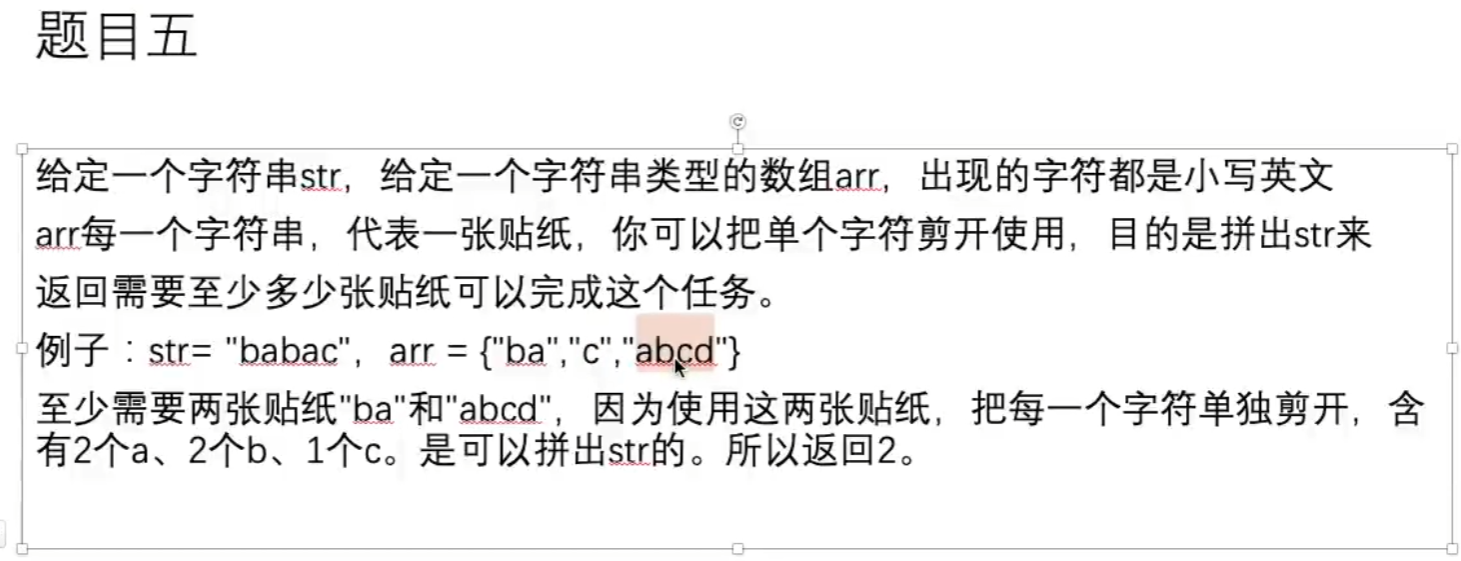 题目五
给定一个字符串str，给定一个字符串类型的数组arr，出现的字符都是小写英文
arr每一个字符串，代表一张贴纸，你可以把单个字符剪开使用，目的是拼出str来
返回需要至少多少张贴纸可以完成这个任务。
例子：str= "babac"，arr = {"ba","c","abcd"}
至少需要两张贴纸"ba"和"abcd"，因为使用这两张贴纸，把每一个字符单独剪开，含
有2个a、2个b、1个c。是可以拼出str的。所以返回2。